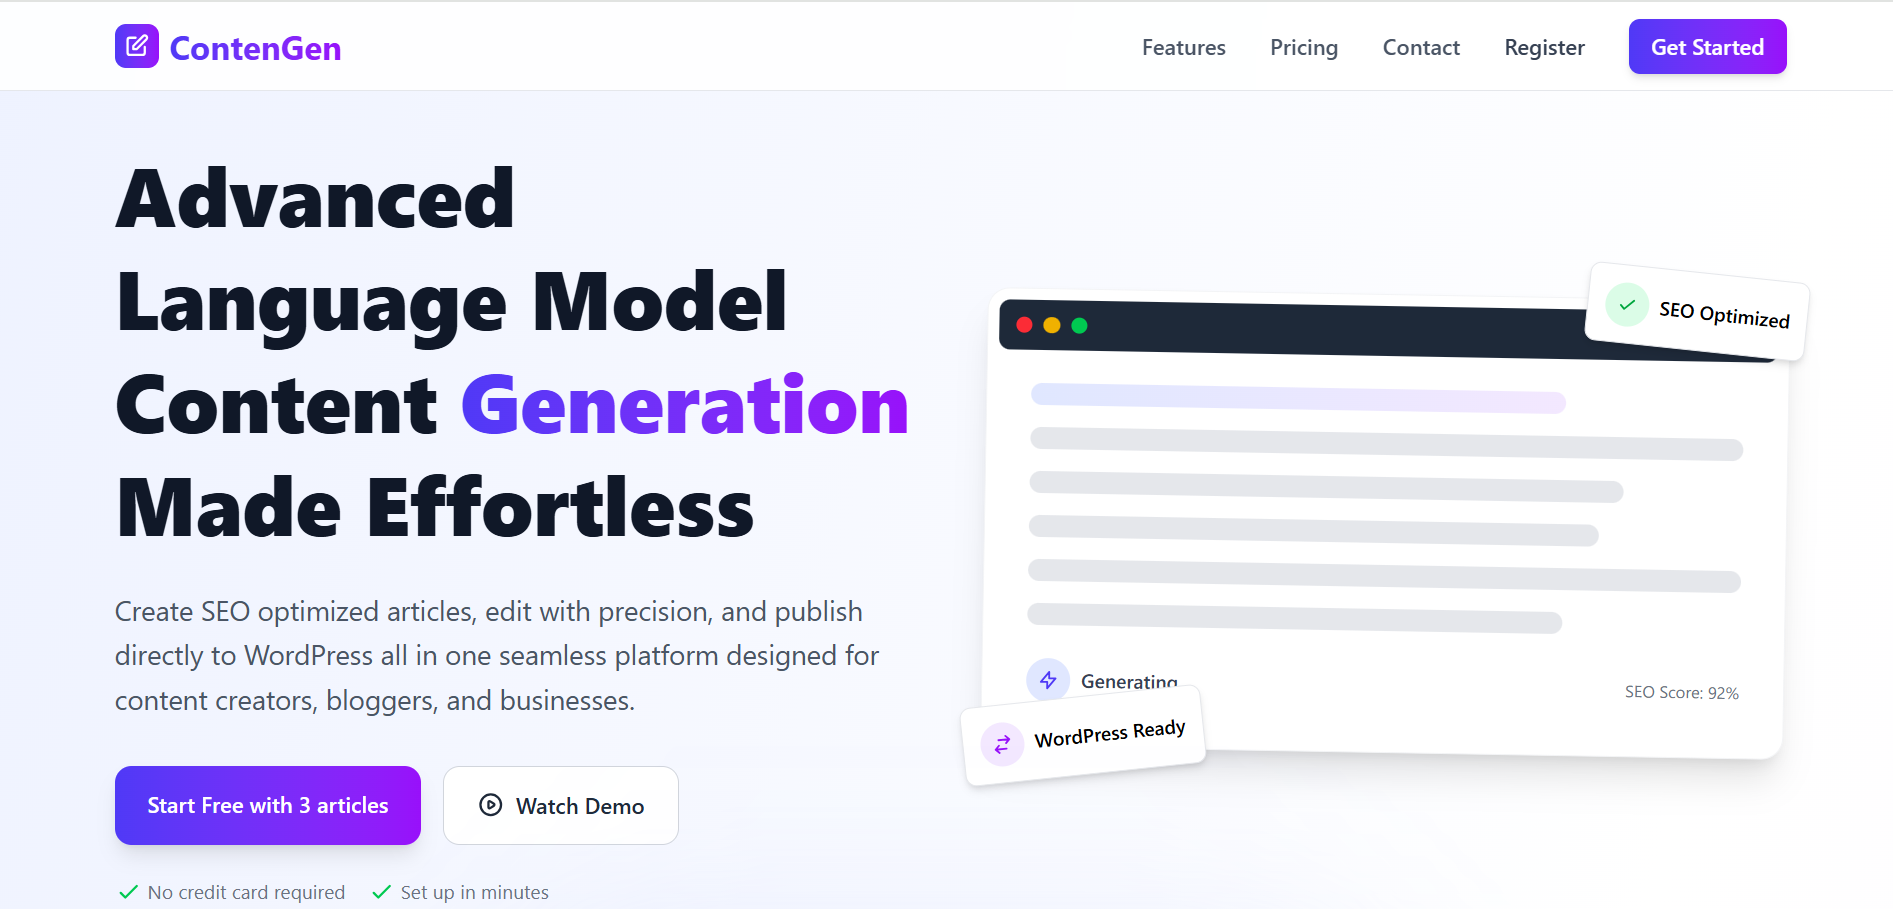 ContenGen
Features
Pricing
Contact
Register
Get Started
Advanced
Language Model
Content Generation
Made Effortless
Create SEO optimized articles, edit with precision, and publish
directly to WordPress all in one seamless platform designed for
content creators, bloggers, and businesses.
Start Free with 3 articles
Watch Demo
No credit card required
Set up in minutes
SEO Optimized
Generating
SEO Score: 92%
WordPress Ready